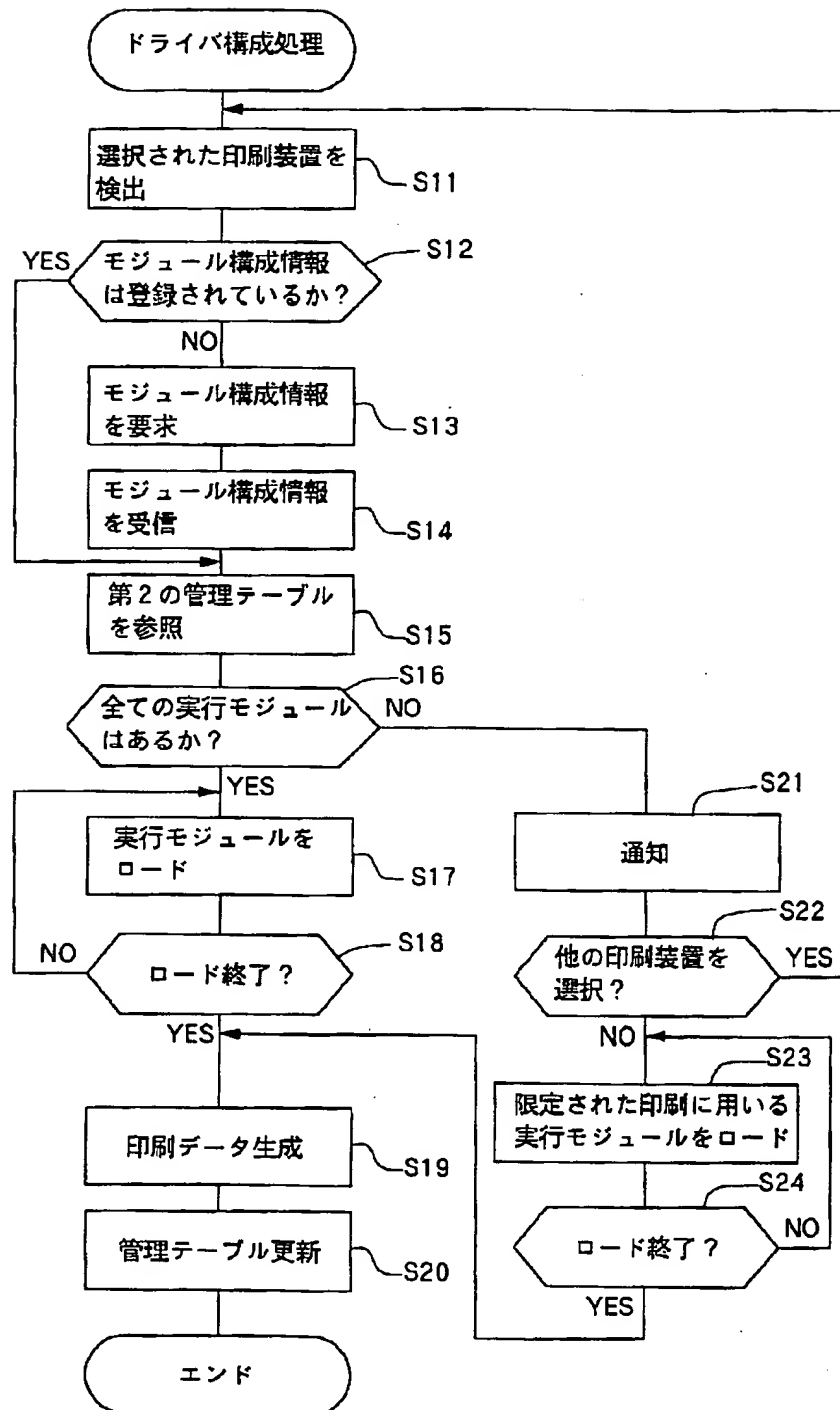 ドライバ構成処理
選択された印刷装置を
検出
S11
モジュール構成情報
は登録されているか？
S12
YES
NO
モジュール構成情報
を要求
S13
モジュール構成情報
を受信
S14
第2の管理テーブル
を参照
S15
全ての実行モジュール
はあるか？
S16
NO
YES
実行モジュールを
ロード
S17
ロード終了？
S18
NO
YES
印刷データ生成
S19
管理テーブル更新
S20
エンド
通知
S21
他の印刷装置を
選択？
S22
YES
NO
限定された印刷に用いる
実行モジュールをロード
S23
ロード終了？
S24
NO
YES